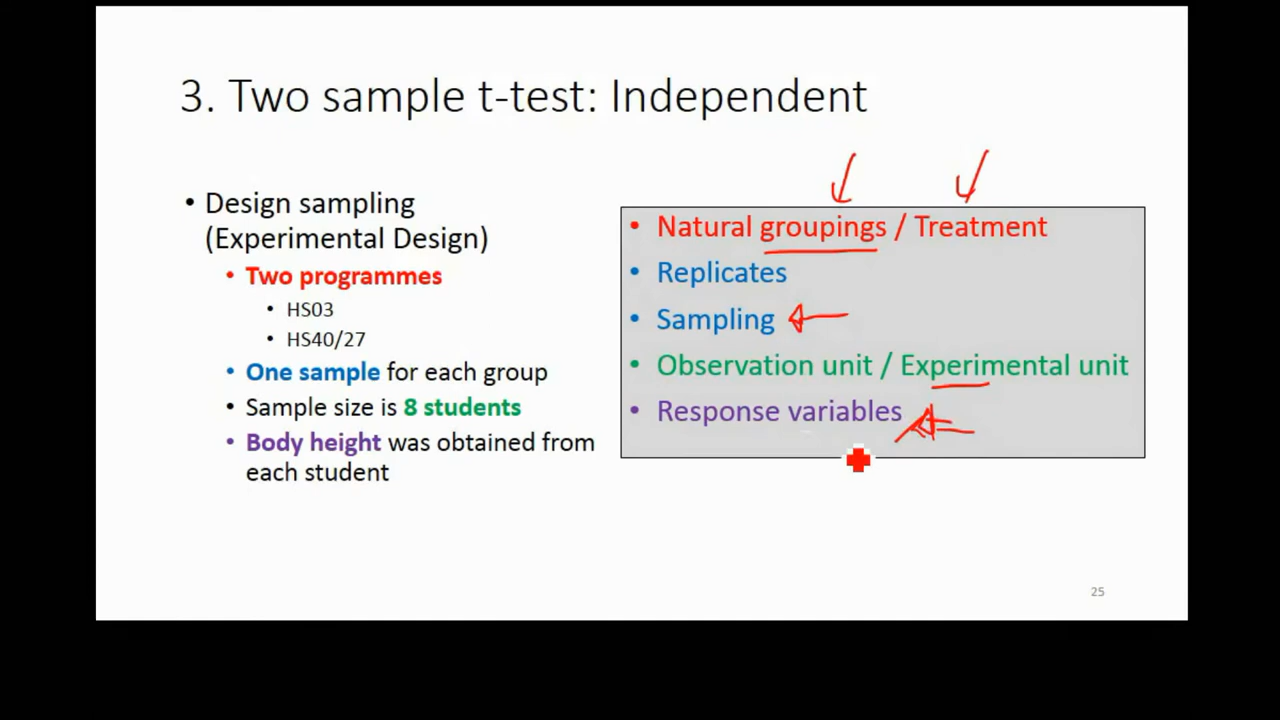 3. Two sample t-test: Independent
• Design sampling
(Experimental Design)
• Two programmes
• HS03
• HS40/27
• One sample for each group
• Sample size is 8 students
• Body height was obtained from
each student
• Natural groupings / Treatment
• Replicates
• Sampling
• Observation unit / Experimental unit
• Response variables
25